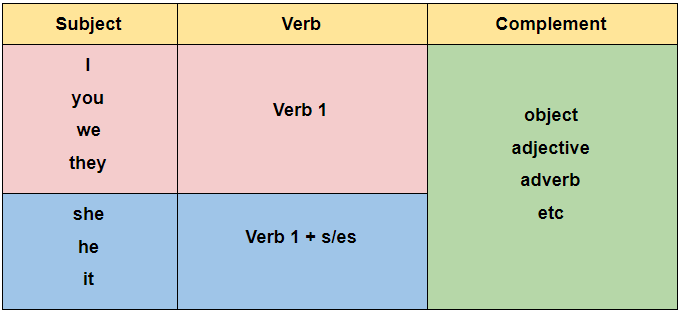 Subject Verb Complement
I
you
we
they
Verb 1
she
he
it
Verb 1 + s/es
object
adjective
adverb
etc